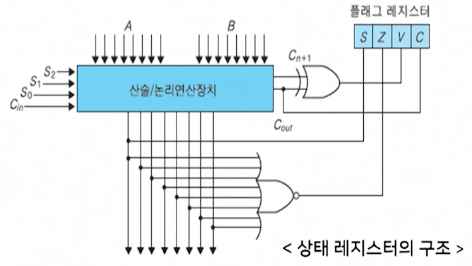 플래그 레지스터
A
B
S Z V C
C_{n+1}
S_2
S_1
S_0
C_{in}
산술/논리연산장치
C_{out}
< 상태 레지스터의 구조 >